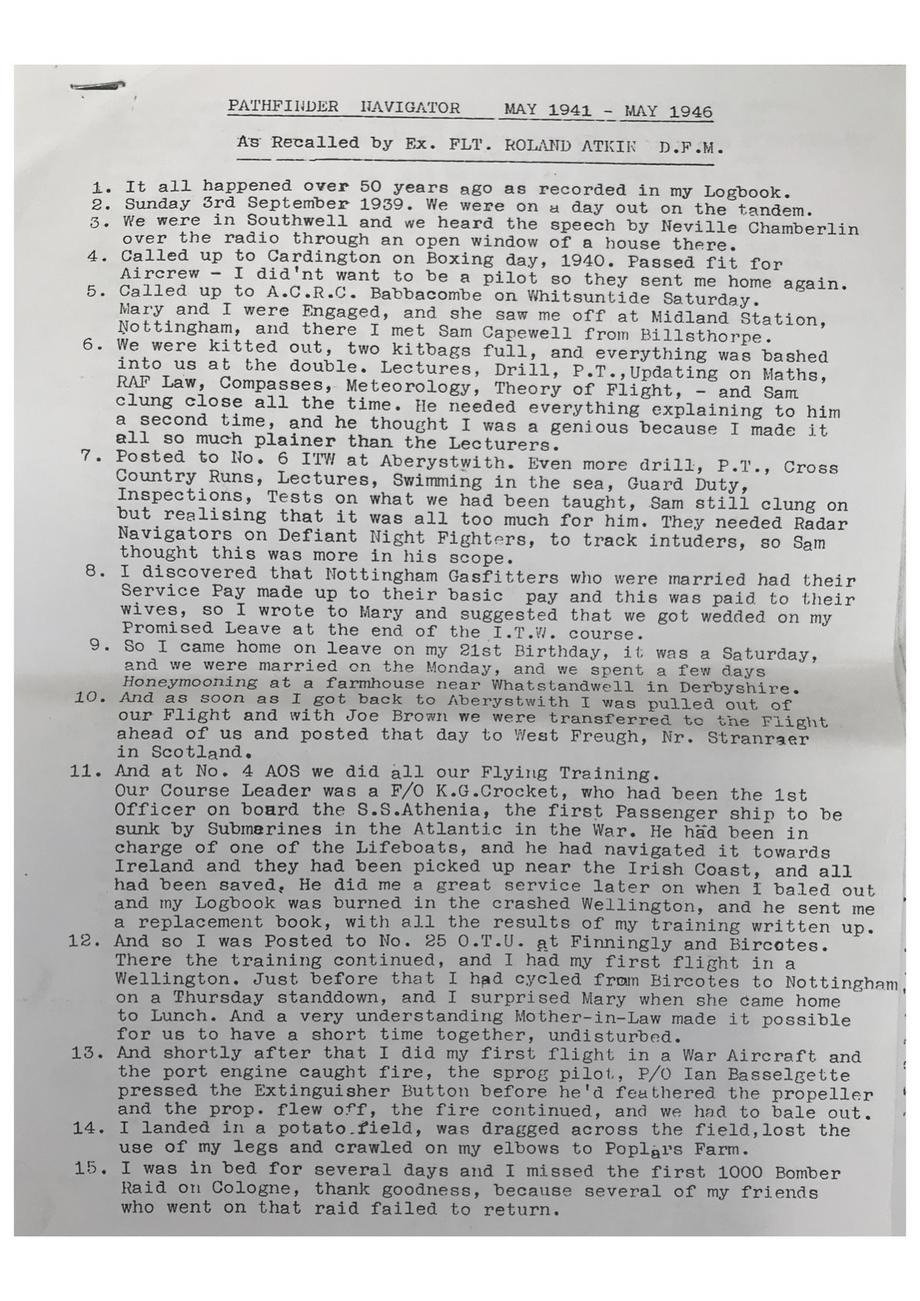 PATHFINDER NAVIGATOR MAY 1941 - MAY 1946
As Recalled by Ex. FLT. ROLAND ATKIN D.F.M.
1. It all happened over 50 years ago as recorded in my Logbook.
2. Sunday 3rd September 1939. We were on a day out on the tandem.
3. We were in Southwell and we heard the speech by Neville Chamberlin
over the radio through an open window of a house there.
4. Called up to Cardington on Boxing day, 1940. Passed fit for
Aircrew - I did'nt want to be a pilot so they sent me home again.
5. Called up to A.C.R.C. Babbacombe on Whitsuntide Saturday.
Mary and I were Engaged, and she saw me off at Midland Station,
Nottingham, and there I met Sam Capewell from Billsthorpe.
6. We were kitted out, two kitbags full, and everything was bashed
into us at the double. Lectures, Drill, P.T.,Updating on Maths,
RAF Law, Compasses, Meteorology, Theory of Flight, - and Sam
clung close all the time. He needed everything explaining to him
a second time, and he thought I was a genious because I made it
all so much plainer than the Lecturers.
7. Posted to No. 6 ITW at Aberystwith. Even more drill, P.T., Cross
Country Runs, Lectures, Swimming in the sea, Guard Duty,
Inspections, Tests on what we had been taught, Sam still clung on
but realising that it was all too much for him. They needed Radar
Navigators on Defiant Night Fighters, to track intuders, so Sam
thought this was more in his scope.
8. I discovered that Nottingham Gasfitters who were married had their
Service Pay made up to their basic pay and this was paid to their
wives, so I wrote to Mary and suggested that we got wedded on my
Promised Leave at the end of the I.T.W. course.
9. So I came home on leave on my 21st Birthday, it was a Saturday,
and we were married on the Monday, and we spent a few days
Honeymooning at a farmhouse near Whatstandwell in Derbyshire.
10. And as soon as I got back to Aberystwith I was pulled out of
our Flight and with Joe Brown we were transferred to the Flight
ahead of us and posted that day to West Freugh, Nr. Stranraer
in Scotland.
11. And at No. 4 AOS we did all our Flying Training.
Our Course Leader was a F/O K.G.Crocket, who had been the 1st
Officer on board the S.S.Athenia, the first Passenger ship to be
sunk by Submarines in the Atlantic in the War. He had been in
charge of one of the Lifeboats, and he had navigated it towards
Ireland and they had been picked up near the Irish Coast, and all
had been saved. He did me a great service later on when I baled out
and my Logbook was burned in the crashed Wellington, and he sent me
a replacement book, with all the results of my training written up.
12. And so I was Posted to No. 25 O.T.U. at Finningly and Bircotes.
There the training continued, and I had my first flight in a
Wellington. Just before that I had cycled from Bircotes to Nottingham,
on a Thursday standdown, and I surprised Mary when she came home
to Lunch. And a very understanding Mother-in-Law made it possible
for us to have a short time together, undisturbed.
13. And shortly after that I did my first flight in a War Aircraft and
the port engine caught fire, the sprog pilot, P/O Ian Basselgette
pressed the Extinguisher Button before he'd feathered the propeller
and the prop. flew off, the fire continued, and we had to bale out.
14. I landed in a potato.field, was dragged across the field,lost the
use of my legs and crawled on my elbows to Poplars Farm.
15. I was in bed for several days and I missed the first 1000 Bomber
Raid on Cologne, thank goodness, because several of my friends
who went on that raid failed to return.